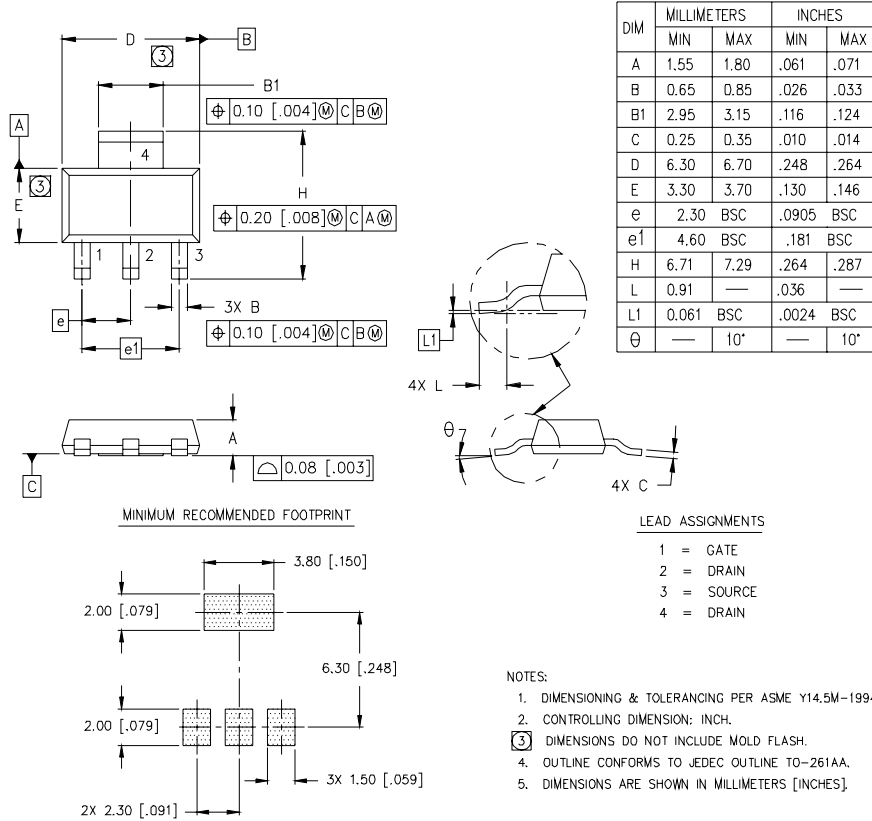 D
B
3
B1
⌖ 0.10 [.004]Ⓜ C BⓂ
A
4
3
E
H
⌖ 0.20 [.008]Ⓜ C AⓂ
1 2 3
3X B
e
⌖ 0.10 [.004]Ⓜ C BⓂ
e1
L1
4X L
A
C
⌓ 0.08 [.003]
θ
4X C
DIM MILLIMETERS INCHES
MIN MAX MIN MAX
A 1.55 1.80 .061 .071
B 0.65 0.85 .026 .033
B1 2.95 3.15 .116 .124
C 0.25 0.35 .010 .014
D 6.30 6.70 .248 .264
E 3.30 3.70 .130 .146
e 2.30 BSC .0905 BSC
e1 4.60 BSC .181 BSC
H 6.71 7.29 .264 .287
L 0.91 — .036 —
L1 0.061 BSC .0024 BSC
θ — 10° — 10°
MINIMUM RECOMMENDED FOOTPRINT
3.80 [.150]
2.00 [.079]
6.30 [.248]
2.00 [.079]
3X 1.50 [.059]
2X 2.30 [.091]
LEAD ASSIGNMENTS
1 = GATE
2 = DRAIN
3 = SOURCE
4 = DRAIN
NOTES:
1. DIMENSIONING & TOLERANCING PER ASME Y14.5M-1994
2. CONTROLLING DIMENSION: INCH.
3 DIMENSIONS DO NOT INCLUDE MOLD FLASH.
4. OUTLINE CONFORMS TO JEDEC OUTLINE TO-261AA.
5. DIMENSIONS ARE SHOWN IN MILLIMETERS [INCHES].